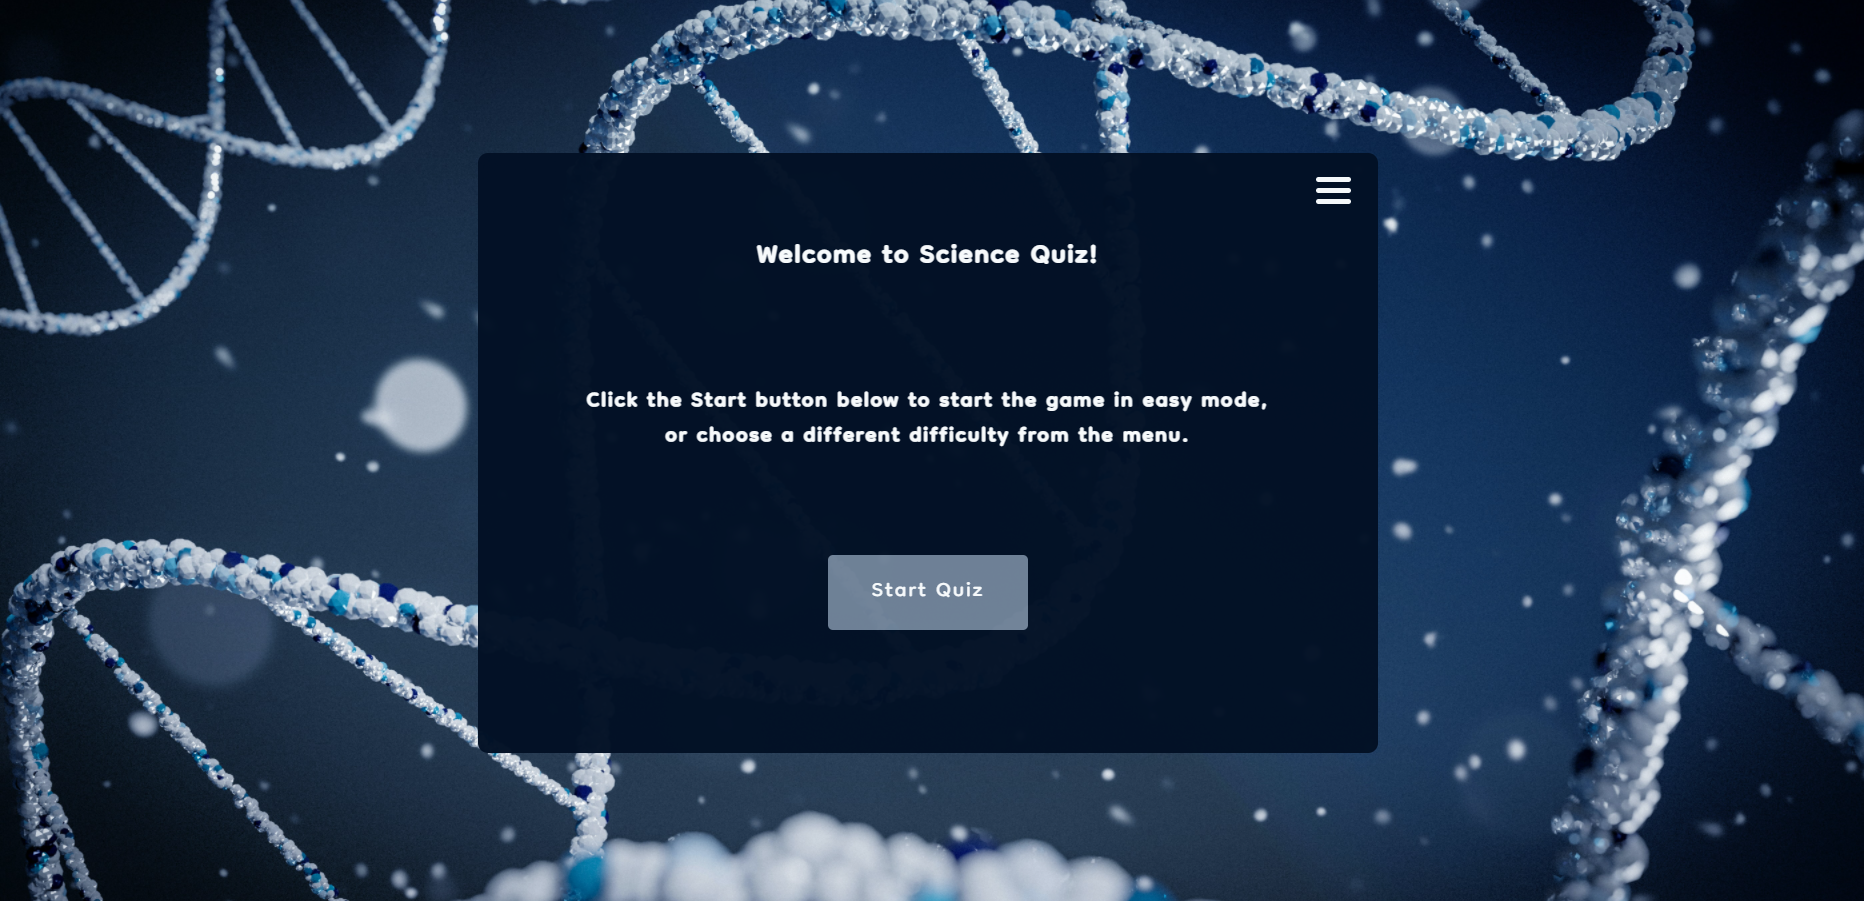 Welcome to Science Quiz!
Click the Start button below to start the game in easy mode,
or choose a different difficulty from the menu.
Start Quiz